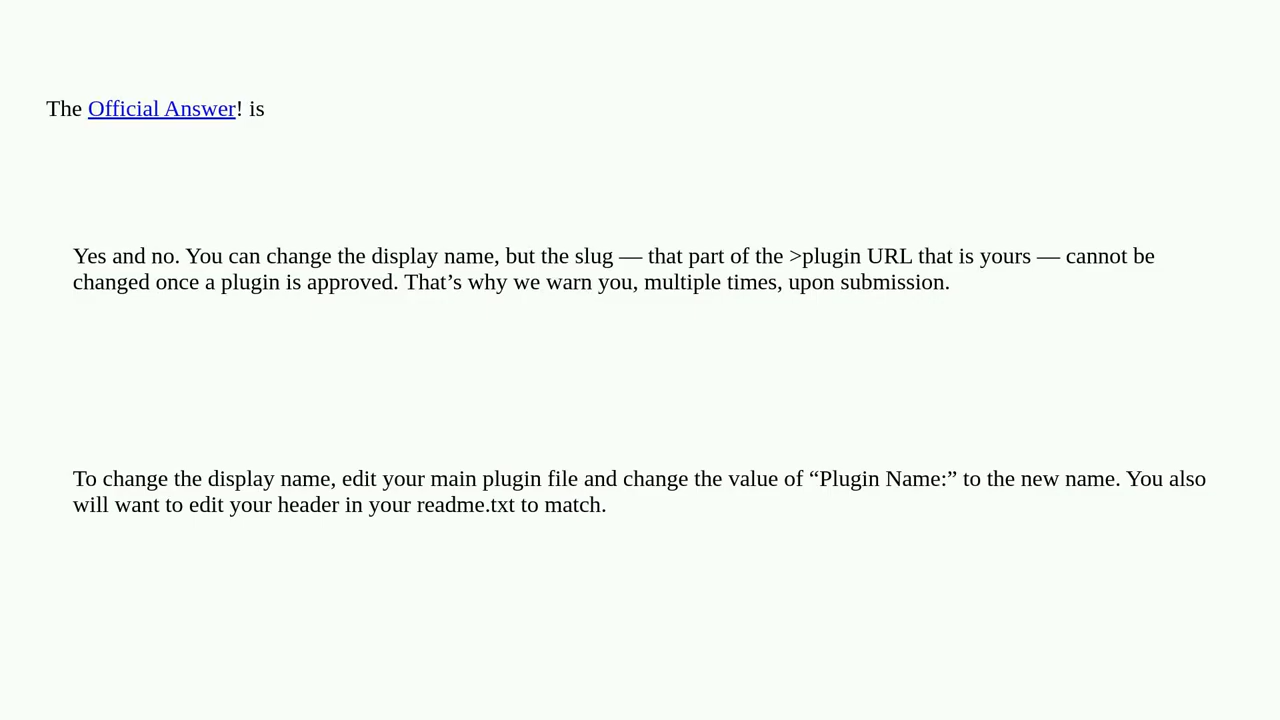 The Official Answer! is
Yes and no. You can change the display name, but the slug — that part of the >plugin URL that is yours — cannot be
changed once a plugin is approved. That’s why we warn you, multiple times, upon submission.
To change the display name, edit your main plugin file and change the value of “Plugin Name:” to the new name. You also
will want to edit your header in your readme.txt to match.